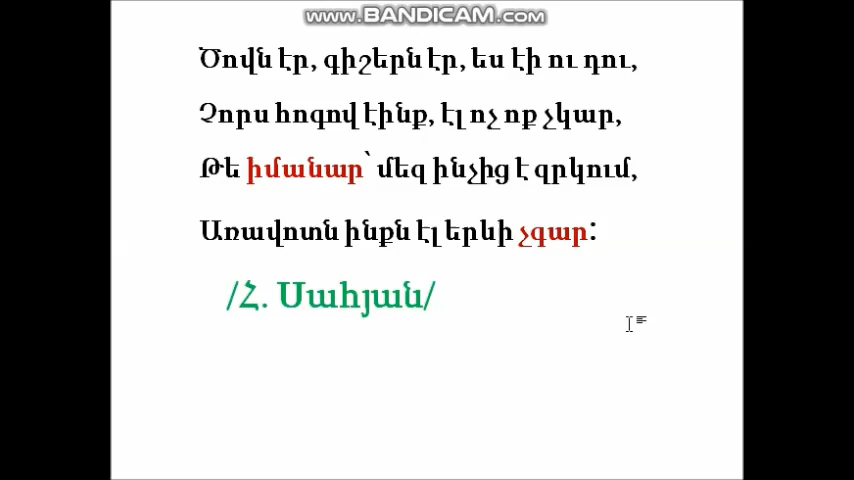 www.BANDICAM.com
Ծովն էր, գիշերն էր, ես էի ու դու,
Չորս հոգով էինք, էլ ոչ ոք չկար,
Թե իմանար՝ մեզ ինչից է զրկում,
Առավոտն ինքն էլ երևի չգար:
/Հ. Սահյան/